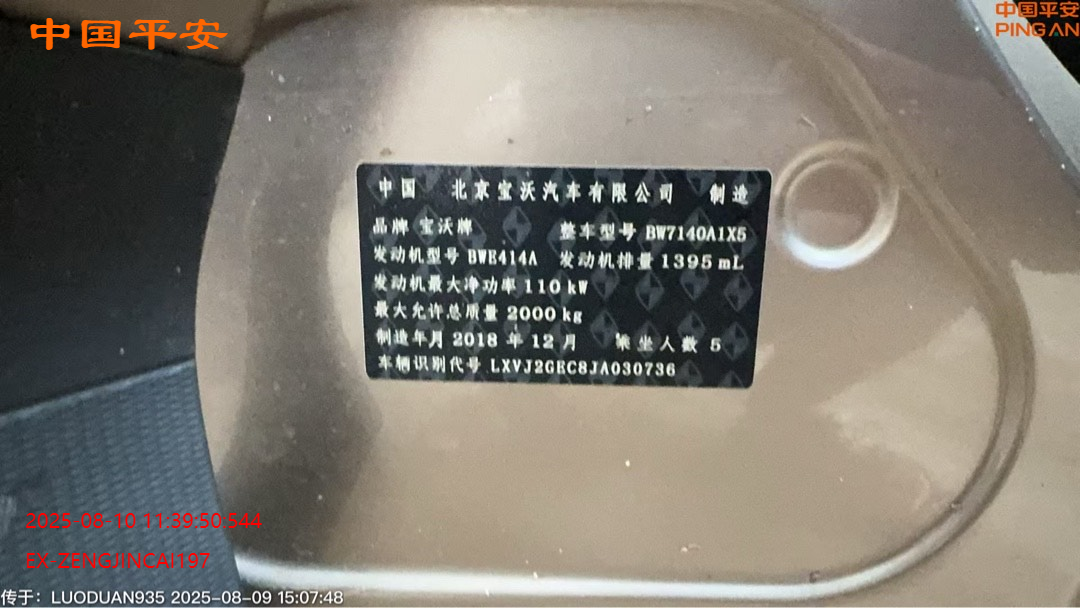 中国平安
中国平安
PING AN
中国 北京宝沃汽车有限公司 制造
品牌 宝沃牌 整车型号 BW7140A1X5
发动机型号 BWE414A 发动机排量 1395 mL
发动机最大净功率 110 kW
最大允许总质量 2000 kg
制造年月 2018 年 12 月 乘坐人数 5
车辆识别代号 LXVJ2GEC8JA030736
2025-08-10 11:39:50:544
EX ZENGJINCAI197
传于：LUODUAN935 2025-08-09 15:07:48